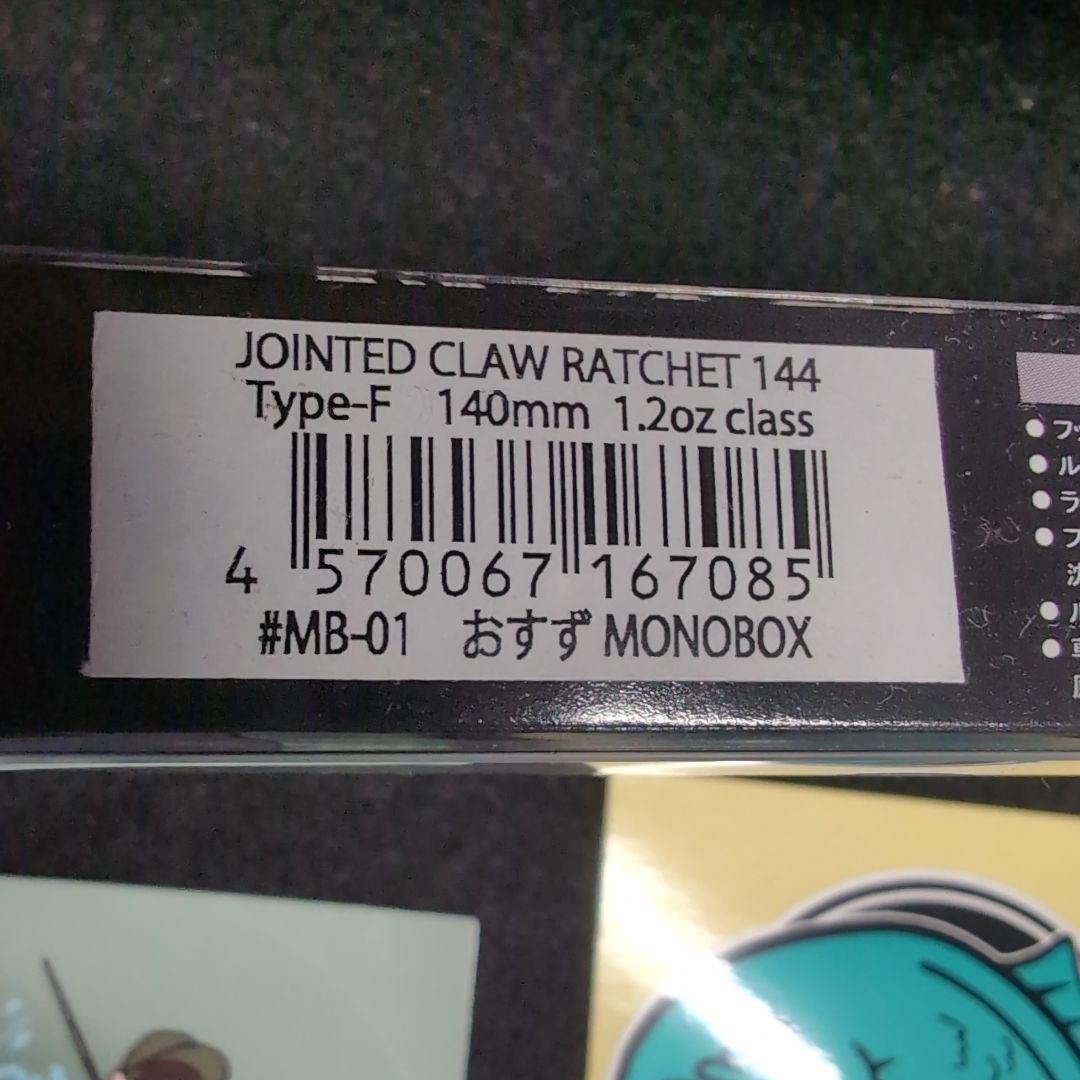 JOINTED CLAW RATCHET 144
Type-F 140mm 1.2oz class
4 570067 167085
#MB-01 おすず MONOBOX